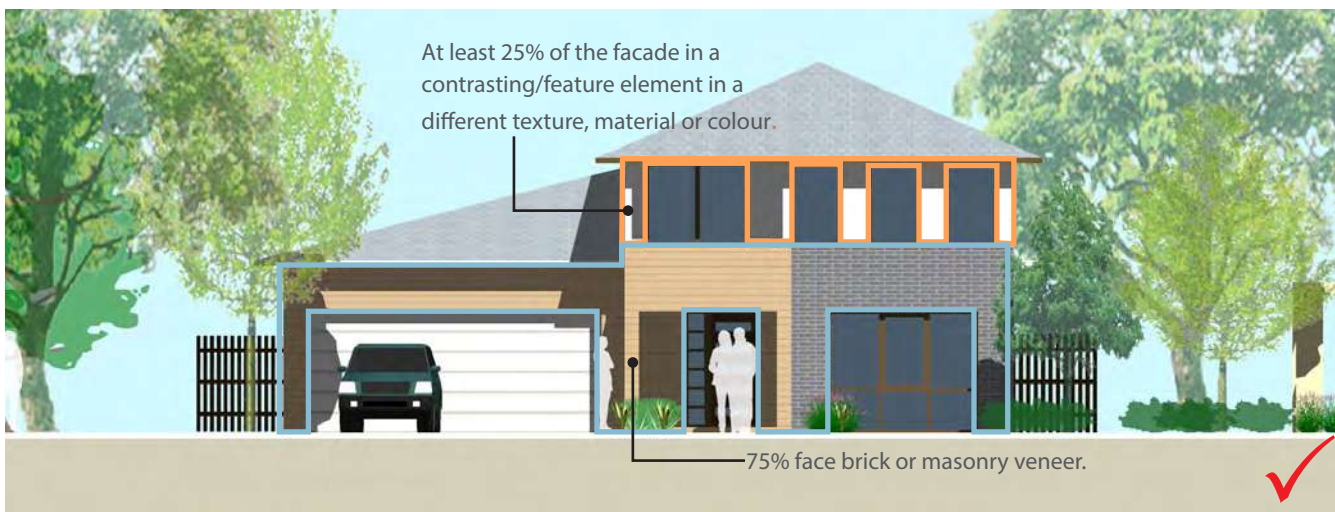 At least 25% of the facade in a
contrasting/feature element in a
different texture, material or colour.
75% face brick or masonry veneer.